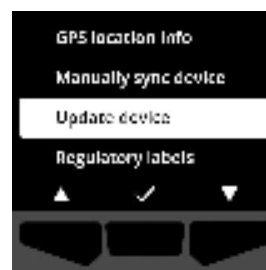 GPS location info
Manually sync device
Update device
Regulatory labels